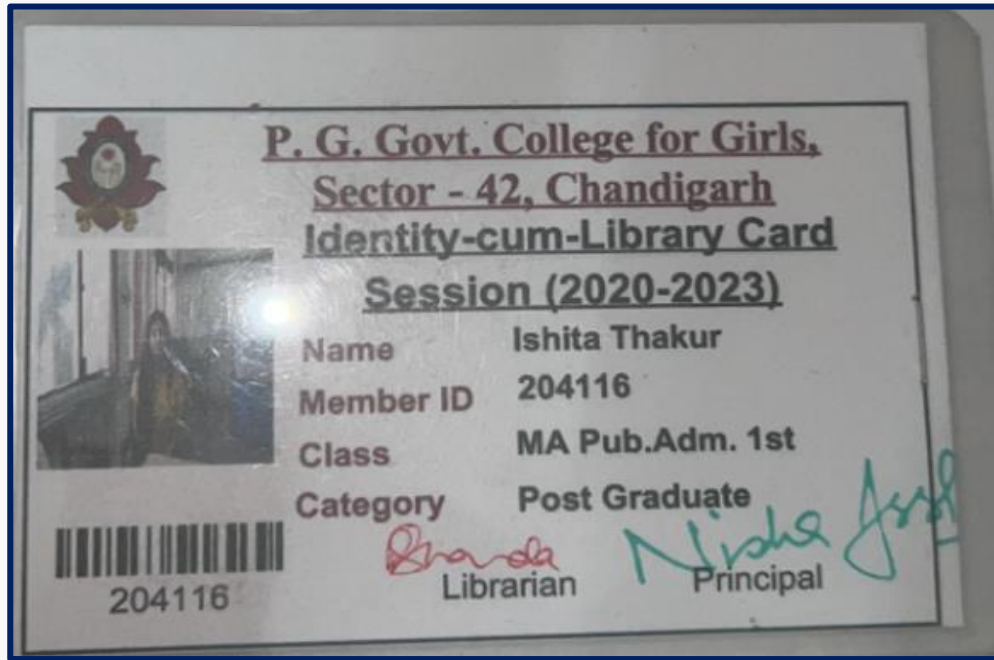 P. G. Govt. College for Girls,
Sector - 42, Chandigarh
Identity-cum-Library Card
Session (2020-2023)
Name Ishita Thakur
Member ID 204116
Class MA Pub.Adm. 1st
Category Post Graduate
204116
Librarian Principal